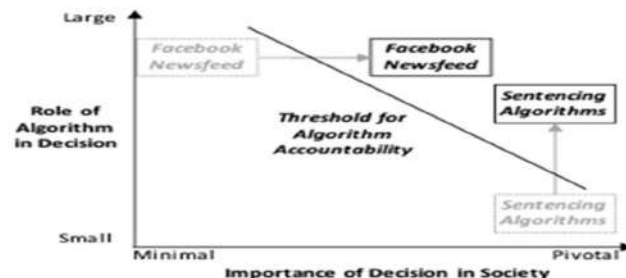 Large
Facebook
Newsfeed
Facebook
Newsfeed
Role of
Algorithm
in Decision
Threshold for
Algorithm
Accountability
Sentencing
Algorithms
Sentencing
Algorithms
Small
Minimal
Pivotal
Importance of Decision in Society